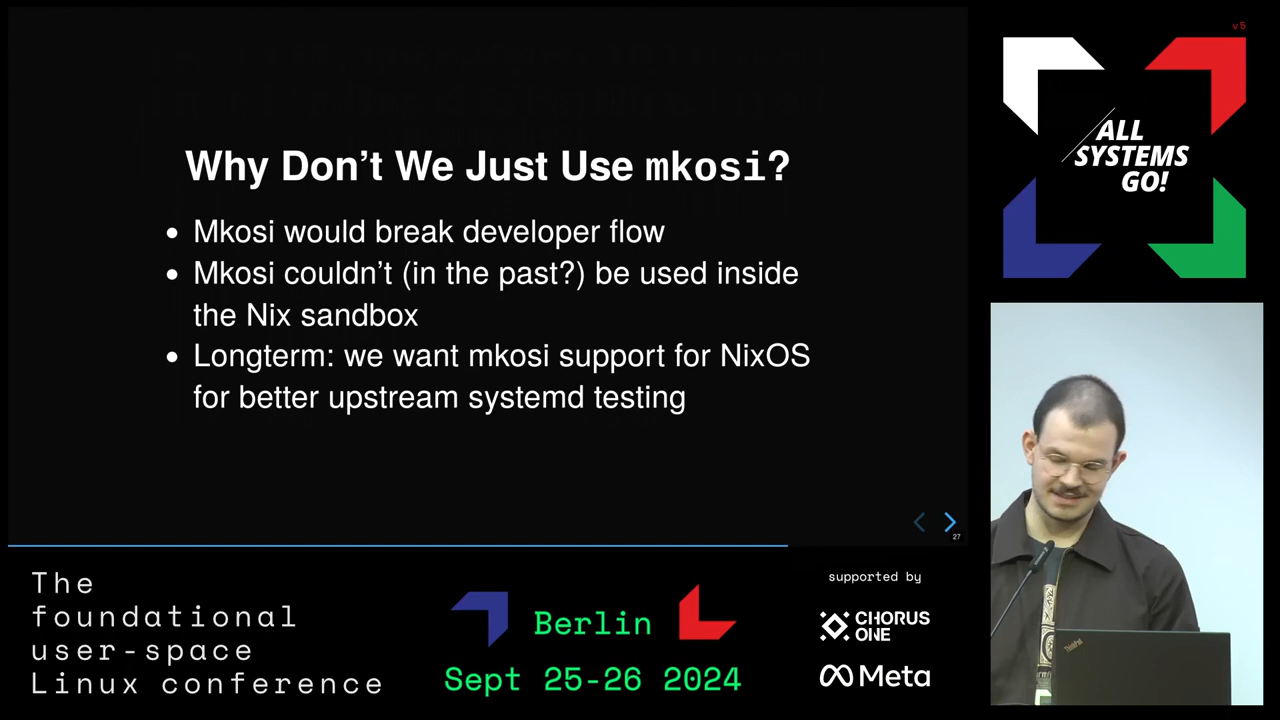 Why Don't We Just Use mkosi?
• Mkosi would break developer flow
• Mkosi couldn't (in the past?) be used inside
the Nix sandbox
• Longterm: we want mkosi support for NixOS
for better upstream systemd testing
27
v5
ALL
SYSTEMS
GO!
ThinkPad
The
foundational
user-space
Linux conference
Berlin
Sept 25-26 2024
supported by
CHORUS
ONE
Meta